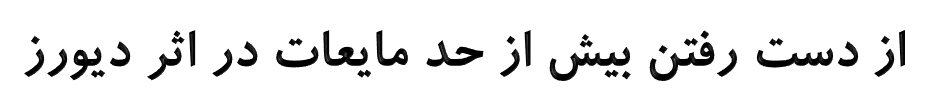 از دست رفتن بیش از حد مایعات در اثر دیورز